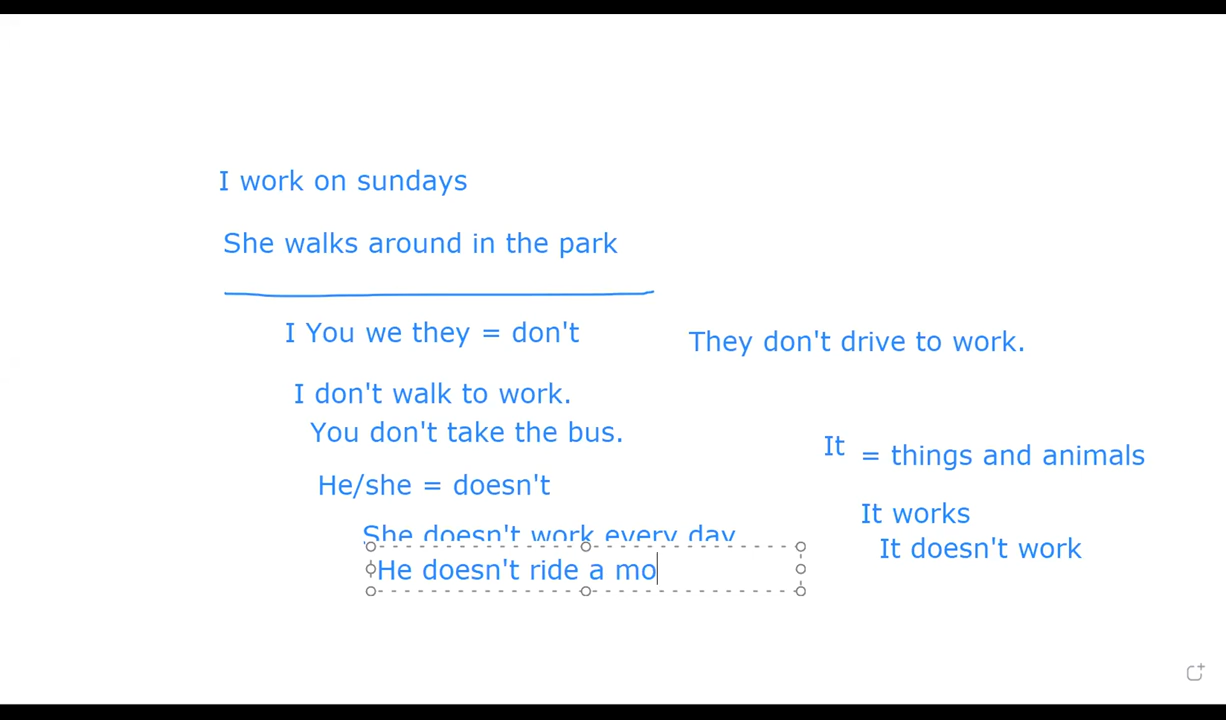 I work on sundays
She walks around in the park
I You we they = don't
They don't drive to work.
I don't walk to work.
You don't take the bus.
It = things and animals
He/she = doesn't
It works
She doesn't work every day
It doesn't work
He doesn't ride a mo